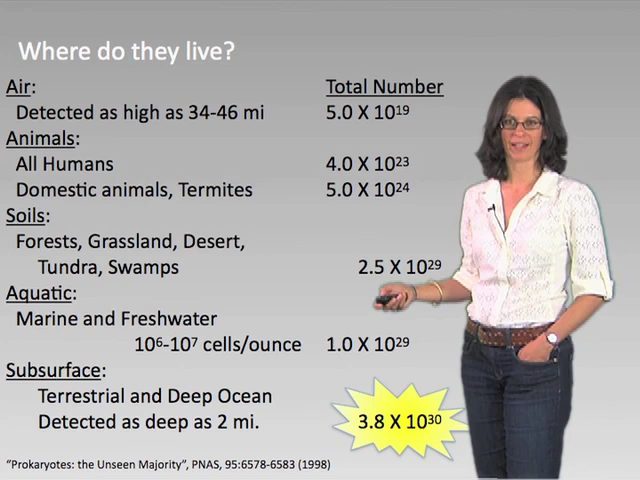 Where do they live?
Air: Total Number
Detected as high as 34-46 mi 5.0 X 10¹⁹
Animals:
All Humans 4.0 X 10²³
Domestic animals, Termites 5.0 X 10²⁴
Soils:
Forests, Grassland, Desert,
Tundra, Swamps 2.5 X 10²⁹
Aquatic:
Marine and Freshwater
10⁶-10⁷ cells/ounce 1.0 X 10²⁹
Subsurface:
Terrestrial and Deep Ocean
Detected as deep as 2 mi. 3.8 X 10³⁰
“Prokaryotes: the Unseen Majority”, PNAS, 95:6578-6583 (1998)